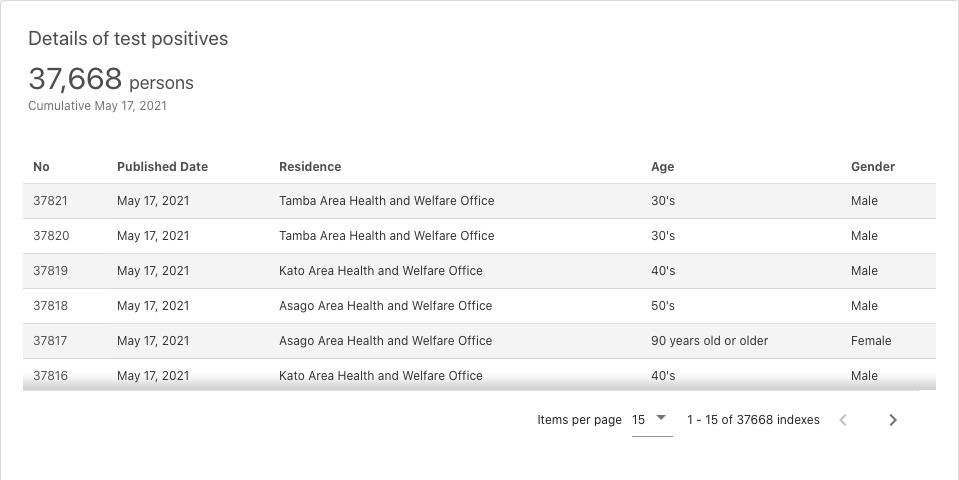 Details of test positives
37,668 persons
Cumulative May 17, 2021
No Published Date Residence Age Gender
37821 May 17, 2021 Tamba Area Health and Welfare Office 30's Male
37820 May 17, 2021 Tamba Area Health and Welfare Office 30's Male
37819 May 17, 2021 Kato Area Health and Welfare Office 40's Male
37818 May 17, 2021 Asago Area Health and Welfare Office 50's Male
37817 May 17, 2021 Asago Area Health and Welfare Office 90 years old or older Female
37816 May 17, 2021 Kato Area Health and Welfare Office 40's Male
Items per page 15 1 - 15 of 37668 indexes